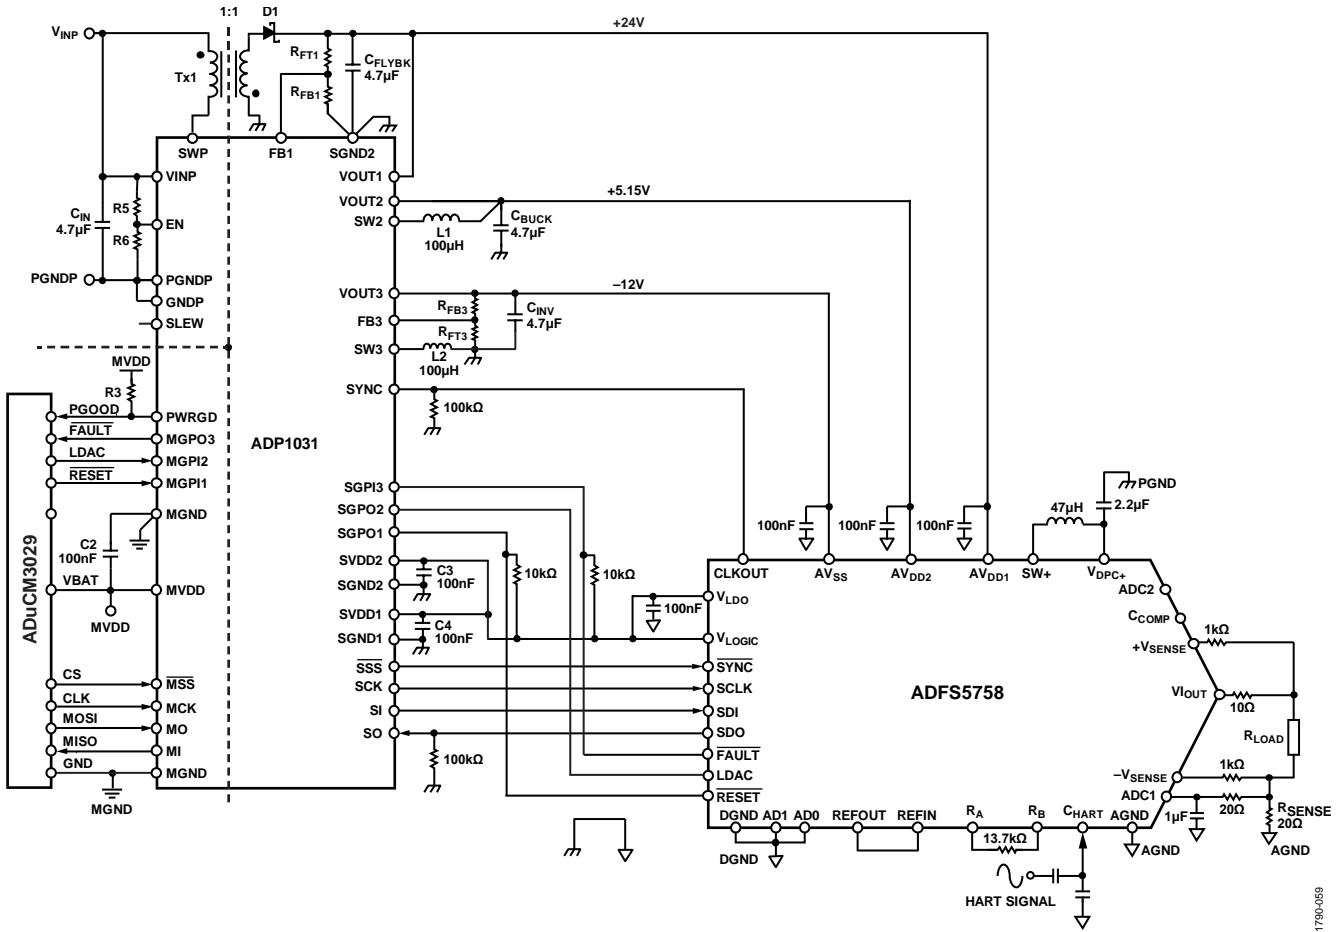 1:1
D1
+24V
VINP
Tx1
RFT1
CFLYBK
4.7µF
RFB1
SWP
FB1
SGND2
VINP
VOUT1
VOUT2
+5.15V
SW2
L1
100µH
CBUCK
4.7µF
CIN
4.7µF
R5
EN
R6
PGNDP
PGNDP
GNDP
SLEW
VOUT3
–12V
FB3
RFB3
RFT3
CINV
4.7µF
SW3
L2
100µH
MVDD
R3
SYNC
100kΩ
PGOOD
PWRGD
FAULT
MGPO3
LDAC
MGPI2
RESET
MGPI1
ADP1031
SGPI3
SGPO2
SGPO1
MGND
C2
100nF
VBAT
MVDD
MVDD
ADuCM3029
SVDD2
C3
100nF
SGND2
SVDD1
C4
100nF
SGND1
10kΩ
10kΩ
100nF
100nF
100nF
47µH
2.2µF
PGND
CLKOUT
AVSS
AVDD2
AVDD1
SW+
VDPC+
ADC2
CCOMP
+VSENSE
1kΩ
VLDO
100nF
VLOGIC
SSS
SYNC
SCK
SCLK
SI
SDI
SO
SDO
100kΩ
FAULT
LDAC
RESET
ADFS5758
VIOUT
10Ω
RLOAD
1kΩ
–VSENSE
ADC1
1µF
20Ω
RSENSE
20Ω
AGND
CS
MSS
CLK
MCK
MOSI
MO
MISO
MI
GND
MGND
MGND
DGND
AD1
AD0
REFOUT
REFIN
RA
RB
CHART
AGND
13.7kΩ
DGND
AGND
HART SIGNAL
1790-059